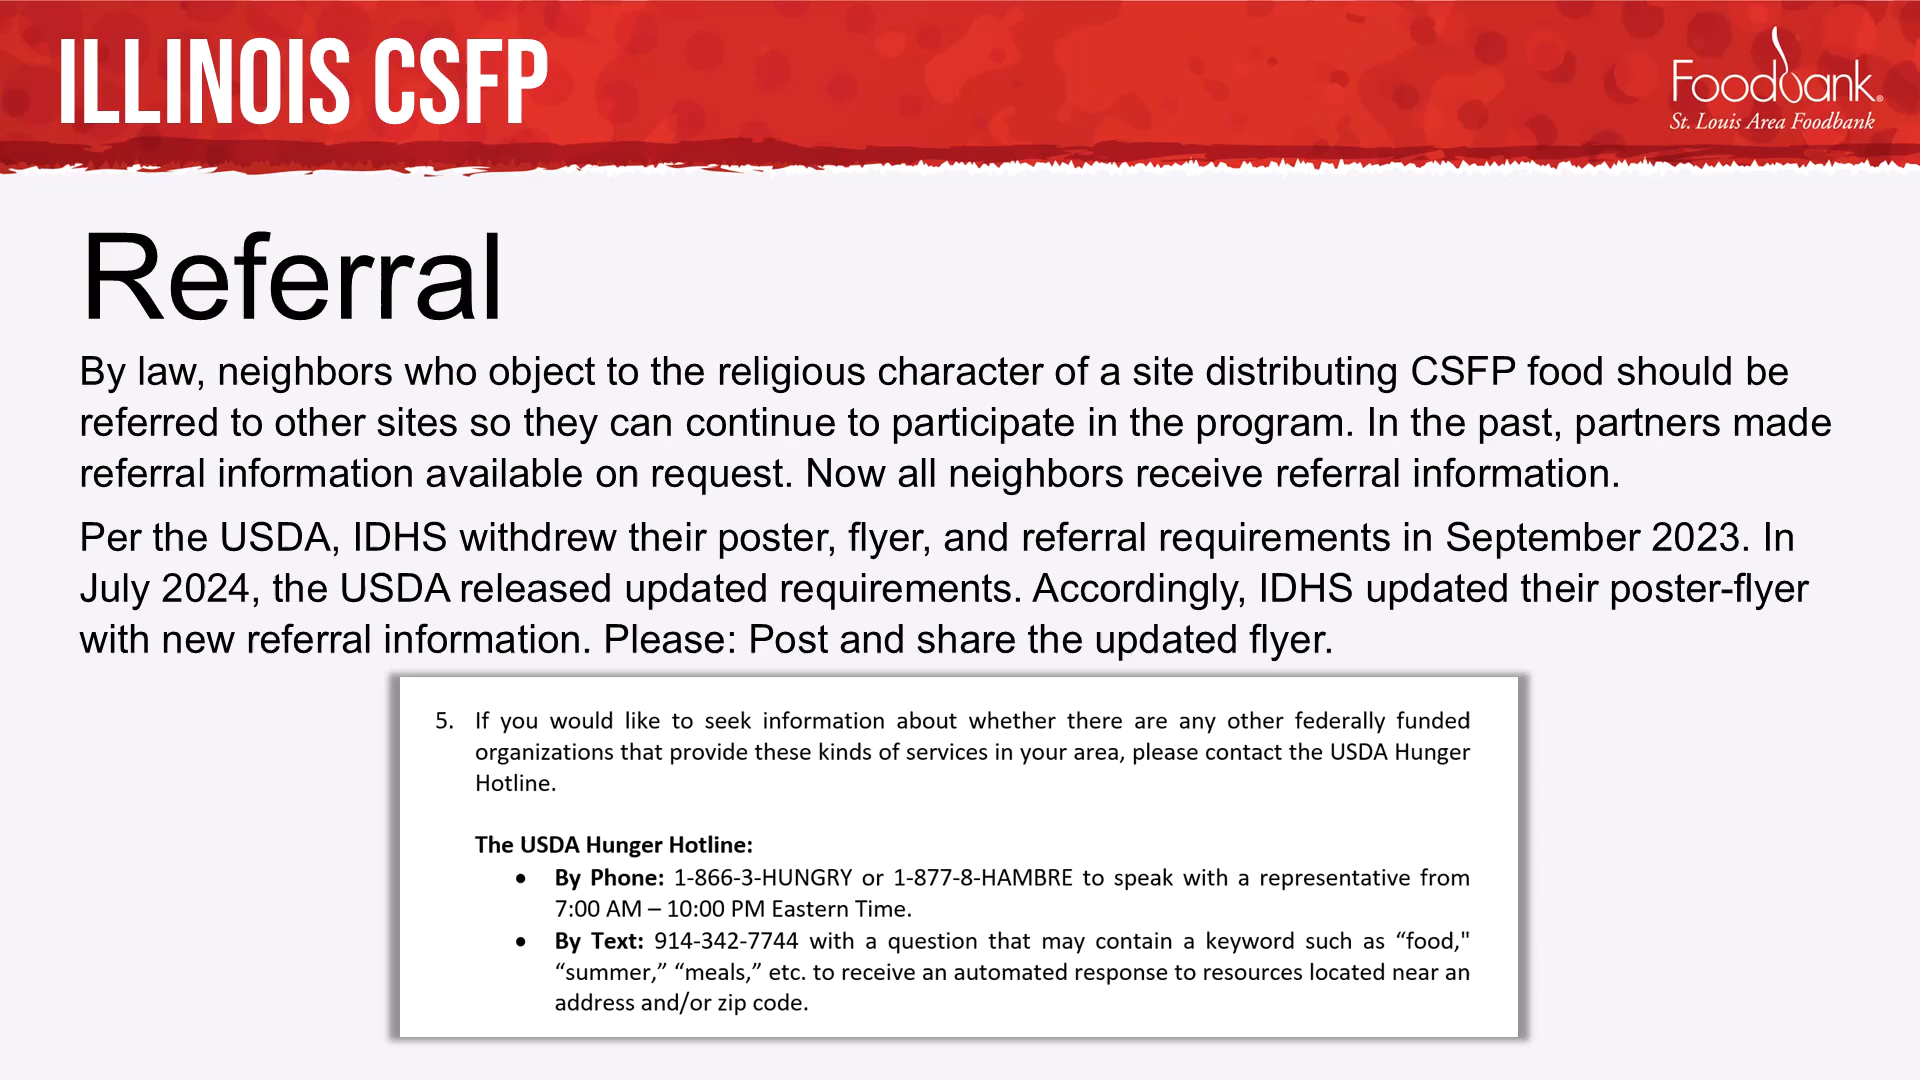 ILLINOIS CSFP
Foodbank®
St. Louis Area Foodbank
Referral
By law, neighbors who object to the religious character of a site distributing CSFP food should be
referred to other sites so they can continue to participate in the program. In the past, partners made
referral information available on request. Now all neighbors receive referral information.
Per the USDA, IDHS withdrew their poster, flyer, and referral requirements in September 2023. In
July 2024, the USDA released updated requirements. Accordingly, IDHS updated their poster-flyer
with new referral information. Please: Post and share the updated flyer.
5. If you would like to seek information about whether there are any other federally funded
organizations that provide these kinds of services in your area, please contact the USDA Hunger
Hotline.
The USDA Hunger Hotline:
• By Phone: 1-866-3-HUNGRY or 1-877-8-HAMBRE to speak with a representative from
7:00 AM – 10:00 PM Eastern Time.
• By Text: 914-342-7744 with a question that may contain a keyword such as “food,"
“summer,” “meals,” etc. to receive an automated response to resources located near an
address and/or zip code.